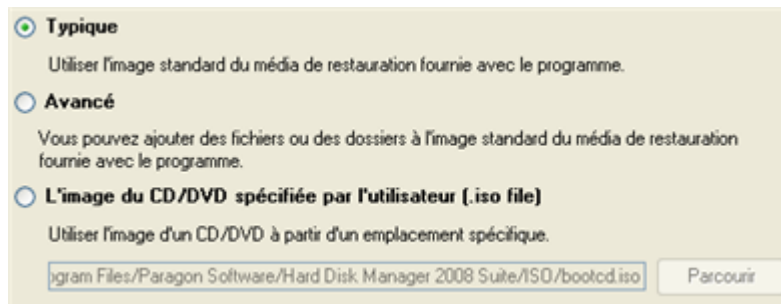 Typique
Utiliser l'image standard du média de restauration fournie avec le programme.
Avancé
Vous pouvez ajouter des fichiers ou des dossiers à l'image standard du média de restauration
fournie avec le programme.
L'image du CD/DVD spécifiée par l'utilisateur (.iso file)
Utiliser l'image d'un CD/DVD à partir d'un emplacement spécifique.
ogram Files/Paragon Software/Hard Disk Manager 2008 Suite/ISO/bootcd.iso Parcourir